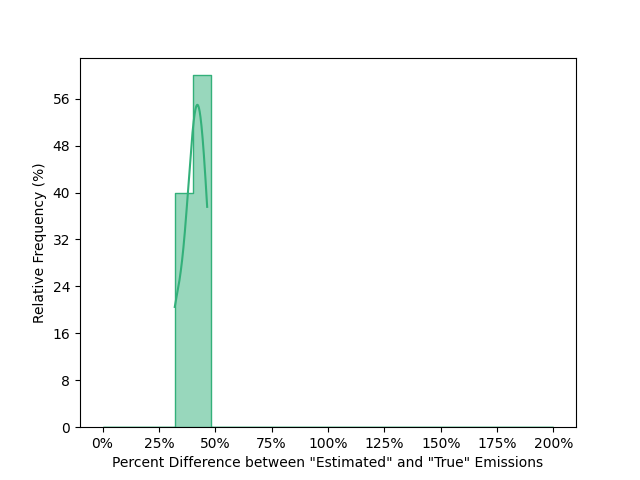 56
48
40
32
24
16
8
0
Relative Frequency (%)
0% 25% 50% 75% 100% 125% 150% 175% 200%
Percent Difference between "Estimated" and "True" Emissions